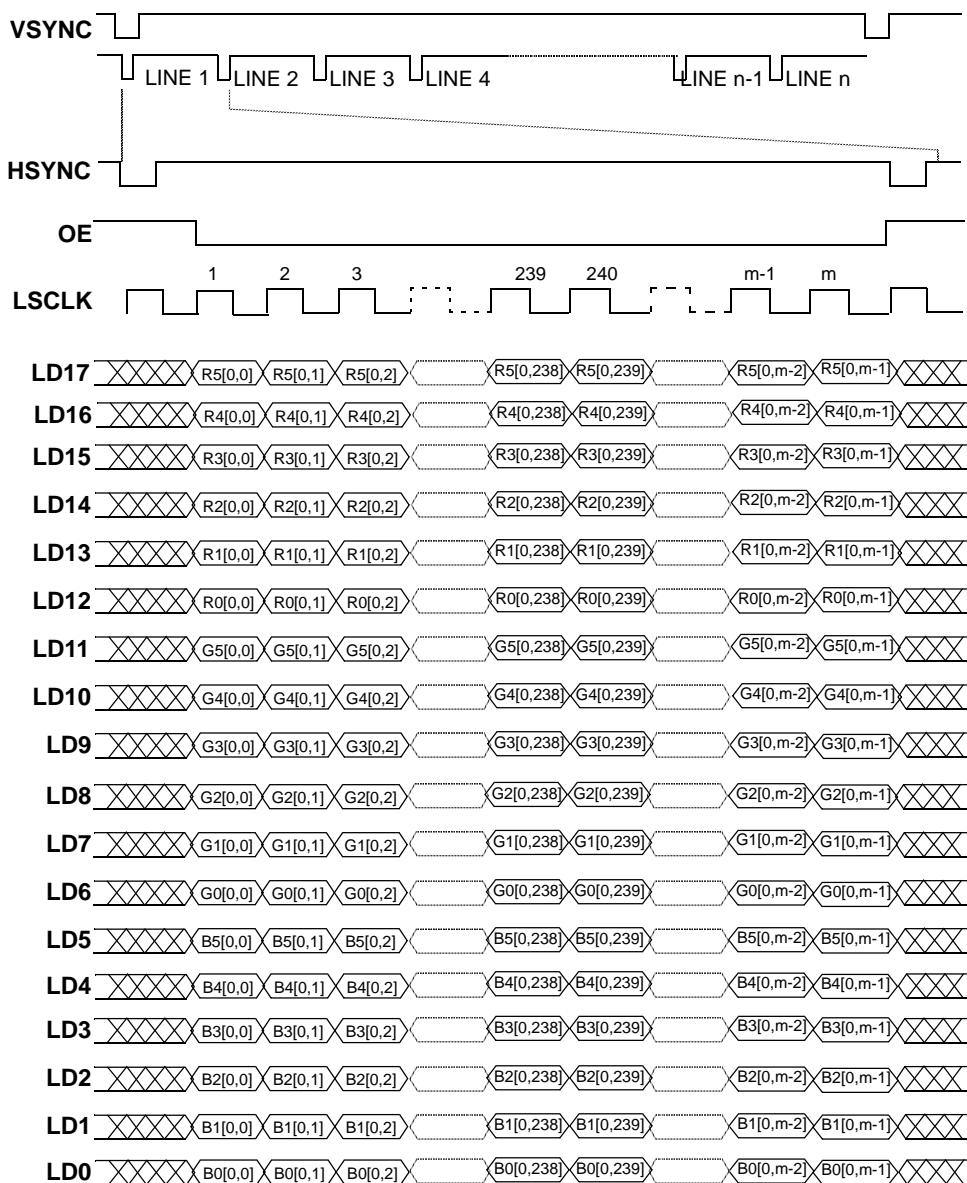 VSYNC
LINE 1 LINE 2 LINE 3 LINE 4 LINE n-1 LINE n
HSYNC
OE
1 2 3 239 240 m-1 m
LSCLK
LD17 R5[0,0] R5[0,1] R5[0,2] R5[0,238] R5[0,239] R5[0,m-2] R5[0,m-1]
LD16 R4[0,0] R4[0,1] R4[0,2] R4[0,238] R4[0,239] R4[0,m-2] R4[0,m-1]
LD15 R3[0,0] R3[0,1] R3[0,2] R3[0,238] R3[0,239] R3[0,m-2] R3[0,m-1]
LD14 R2[0,0] R2[0,1] R2[0,2] R2[0,238] R2[0,239] R2[0,m-2] R2[0,m-1]
LD13 R1[0,0] R1[0,1] R1[0,2] R1[0,238] R1[0,239] R1[0,m-2] R1[0,m-1]
LD12 R0[0,0] R0[0,1] R0[0,2] R0[0,238] R0[0,239] R0[0,m-2] R0[0,m-1]
LD11 G5[0,0] G5[0,1] G5[0,2] G5[0,238] G5[0,239] G5[0,m-2] G5[0,m-1]
LD10 G4[0,0] G4[0,1] G4[0,2] G4[0,238] G4[0,239] G4[0,m-2] G4[0,m-1]
LD9 G3[0,0] G3[0,1] G3[0,2] G3[0,238] G3[0,239] G3[0,m-2] G3[0,m-1]
LD8 G2[0,0] G2[0,1] G2[0,2] G2[0,238] G2[0,239] G2[0,m-2] G2[0,m-1]
LD7 G1[0,0] G1[0,1] G1[0,2] G1[0,238] G1[0,239] G1[0,m-2] G1[0,m-1]
LD6 G0[0,0] G0[0,1] G0[0,2] G0[0,238] G0[0,239] G0[0,m-2] G0[0,m-1]
LD5 B5[0,0] B5[0,1] B5[0,2] B5[0,238] B5[0,239] B5[0,m-2] B5[0,m-1]
LD4 B4[0,0] B4[0,1] B4[0,2] B4[0,238] B4[0,239] B4[0,m-2] B4[0,m-1]
LD3 B3[0,0] B3[0,1] B3[0,2] B3[0,238] B3[0,239] B3[0,m-2] B3[0,m-1]
LD2 B2[0,0] B2[0,1] B2[0,2] B2[0,238] B2[0,239] B2[0,m-2] B2[0,m-1]
LD1 B1[0,0] B1[0,1] B1[0,2] B1[0,238] B1[0,239] B1[0,m-2] B1[0,m-1]
LD0 B0[0,0] B0[0,1] B0[0,2] B0[0,238] B0[0,239] B0[0,m-2] B0[0,m-1]